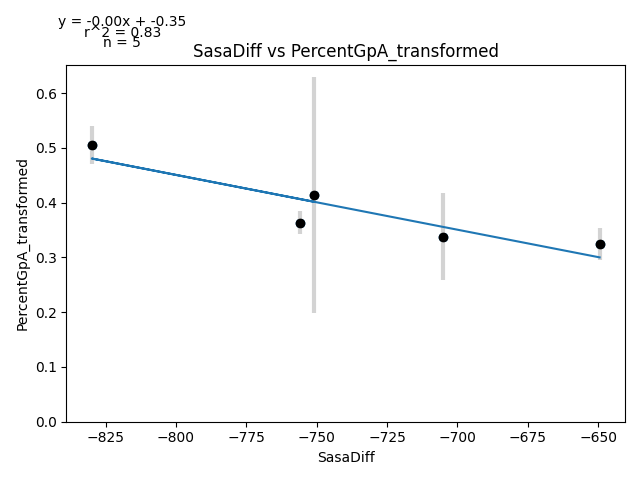 y = -0.00x + -0.35
r^2 = 0.83
n = 5
SasaDiff vs PercentGpA_transformed
PercentGpA_transformed
0.6
0.5
0.4
0.3
0.2
0.1
0.0
−825
−800
−775
−750
−725
−700
−675
−650
SasaDiff